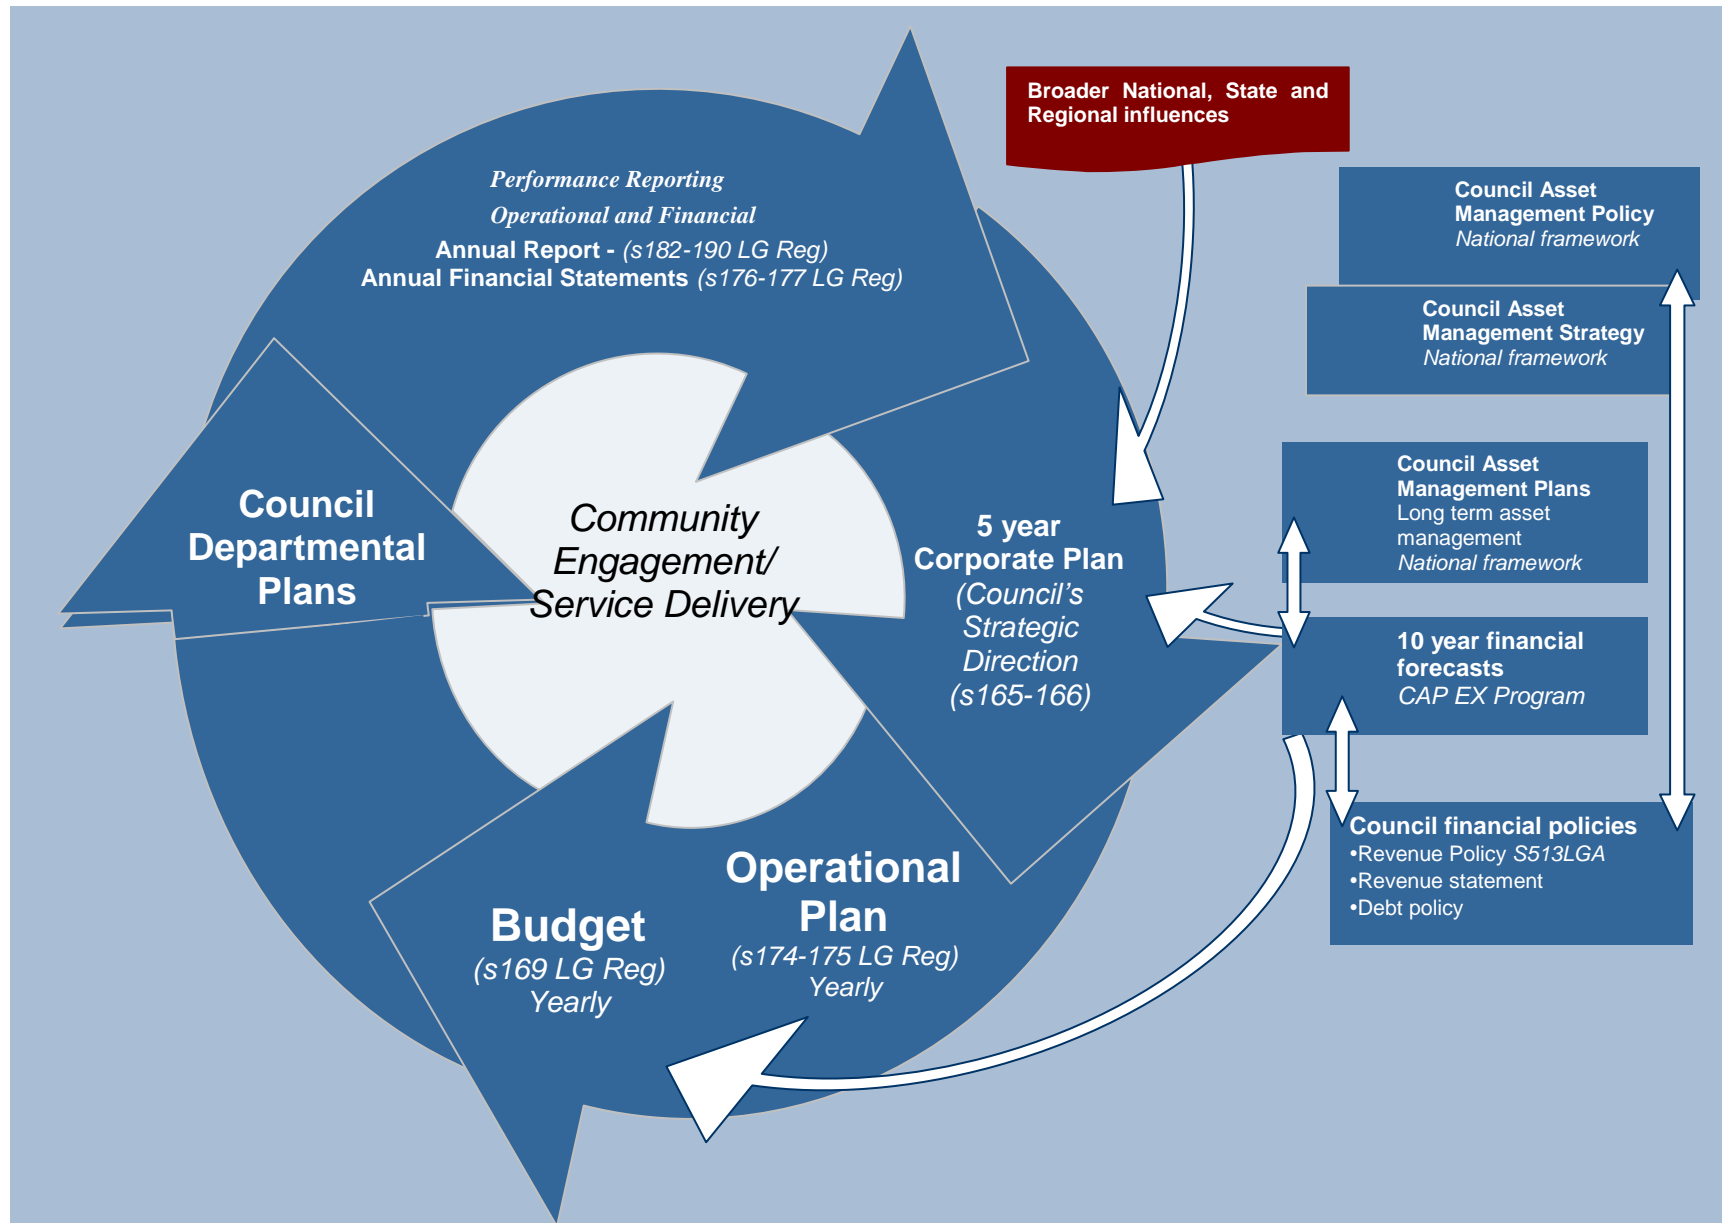 Broader National, State and
Regional influences
Performance Reporting
Operational and Financial
Annual Report - (s182-190 LG Reg)
Annual Financial Statements (s176-177 LG Reg)
Council Asset
Management Policy
National framework
Council Asset
Management Strategy
National framework
Council Asset
Management Plans
Long term asset
management
National framework
10 year financial
forecasts
CAP EX Program
Council financial policies
•Revenue Policy S513LGA
•Revenue statement
•Debt policy
5 year
Corporate Plan
(Council’s
Strategic
Direction
(s165-166)
Community
Engagement/
Service Delivery
Council
Departmental
Plans
Operational
Plan
(s174-175 LG Reg)
Yearly
Budget
(s169 LG Reg)
Yearly